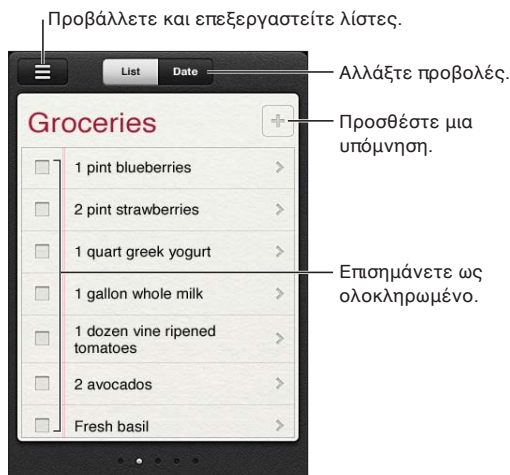 Προβάλλετε και επεξεργαστείτε λίστες.
List Date
Αλλάξτε προβολές.
Groceries
Προσθέστε μια
υπόμνηση.
1 pint blueberries
2 pint strawberries
1 quart greek yogurt
1 gallon whole milk
Επισημάνετε ως
ολοκληρωμένο.
1 dozen vine ripened
tomatoes
2 avocados
Fresh basil